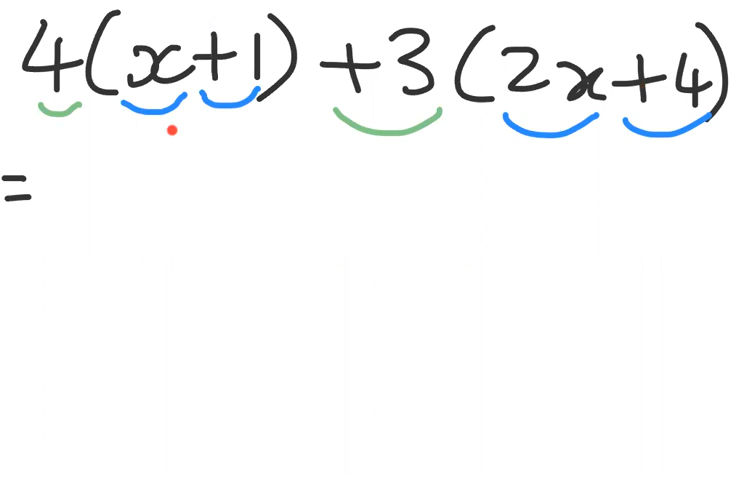 4(x+1) +3(2x+4)
=